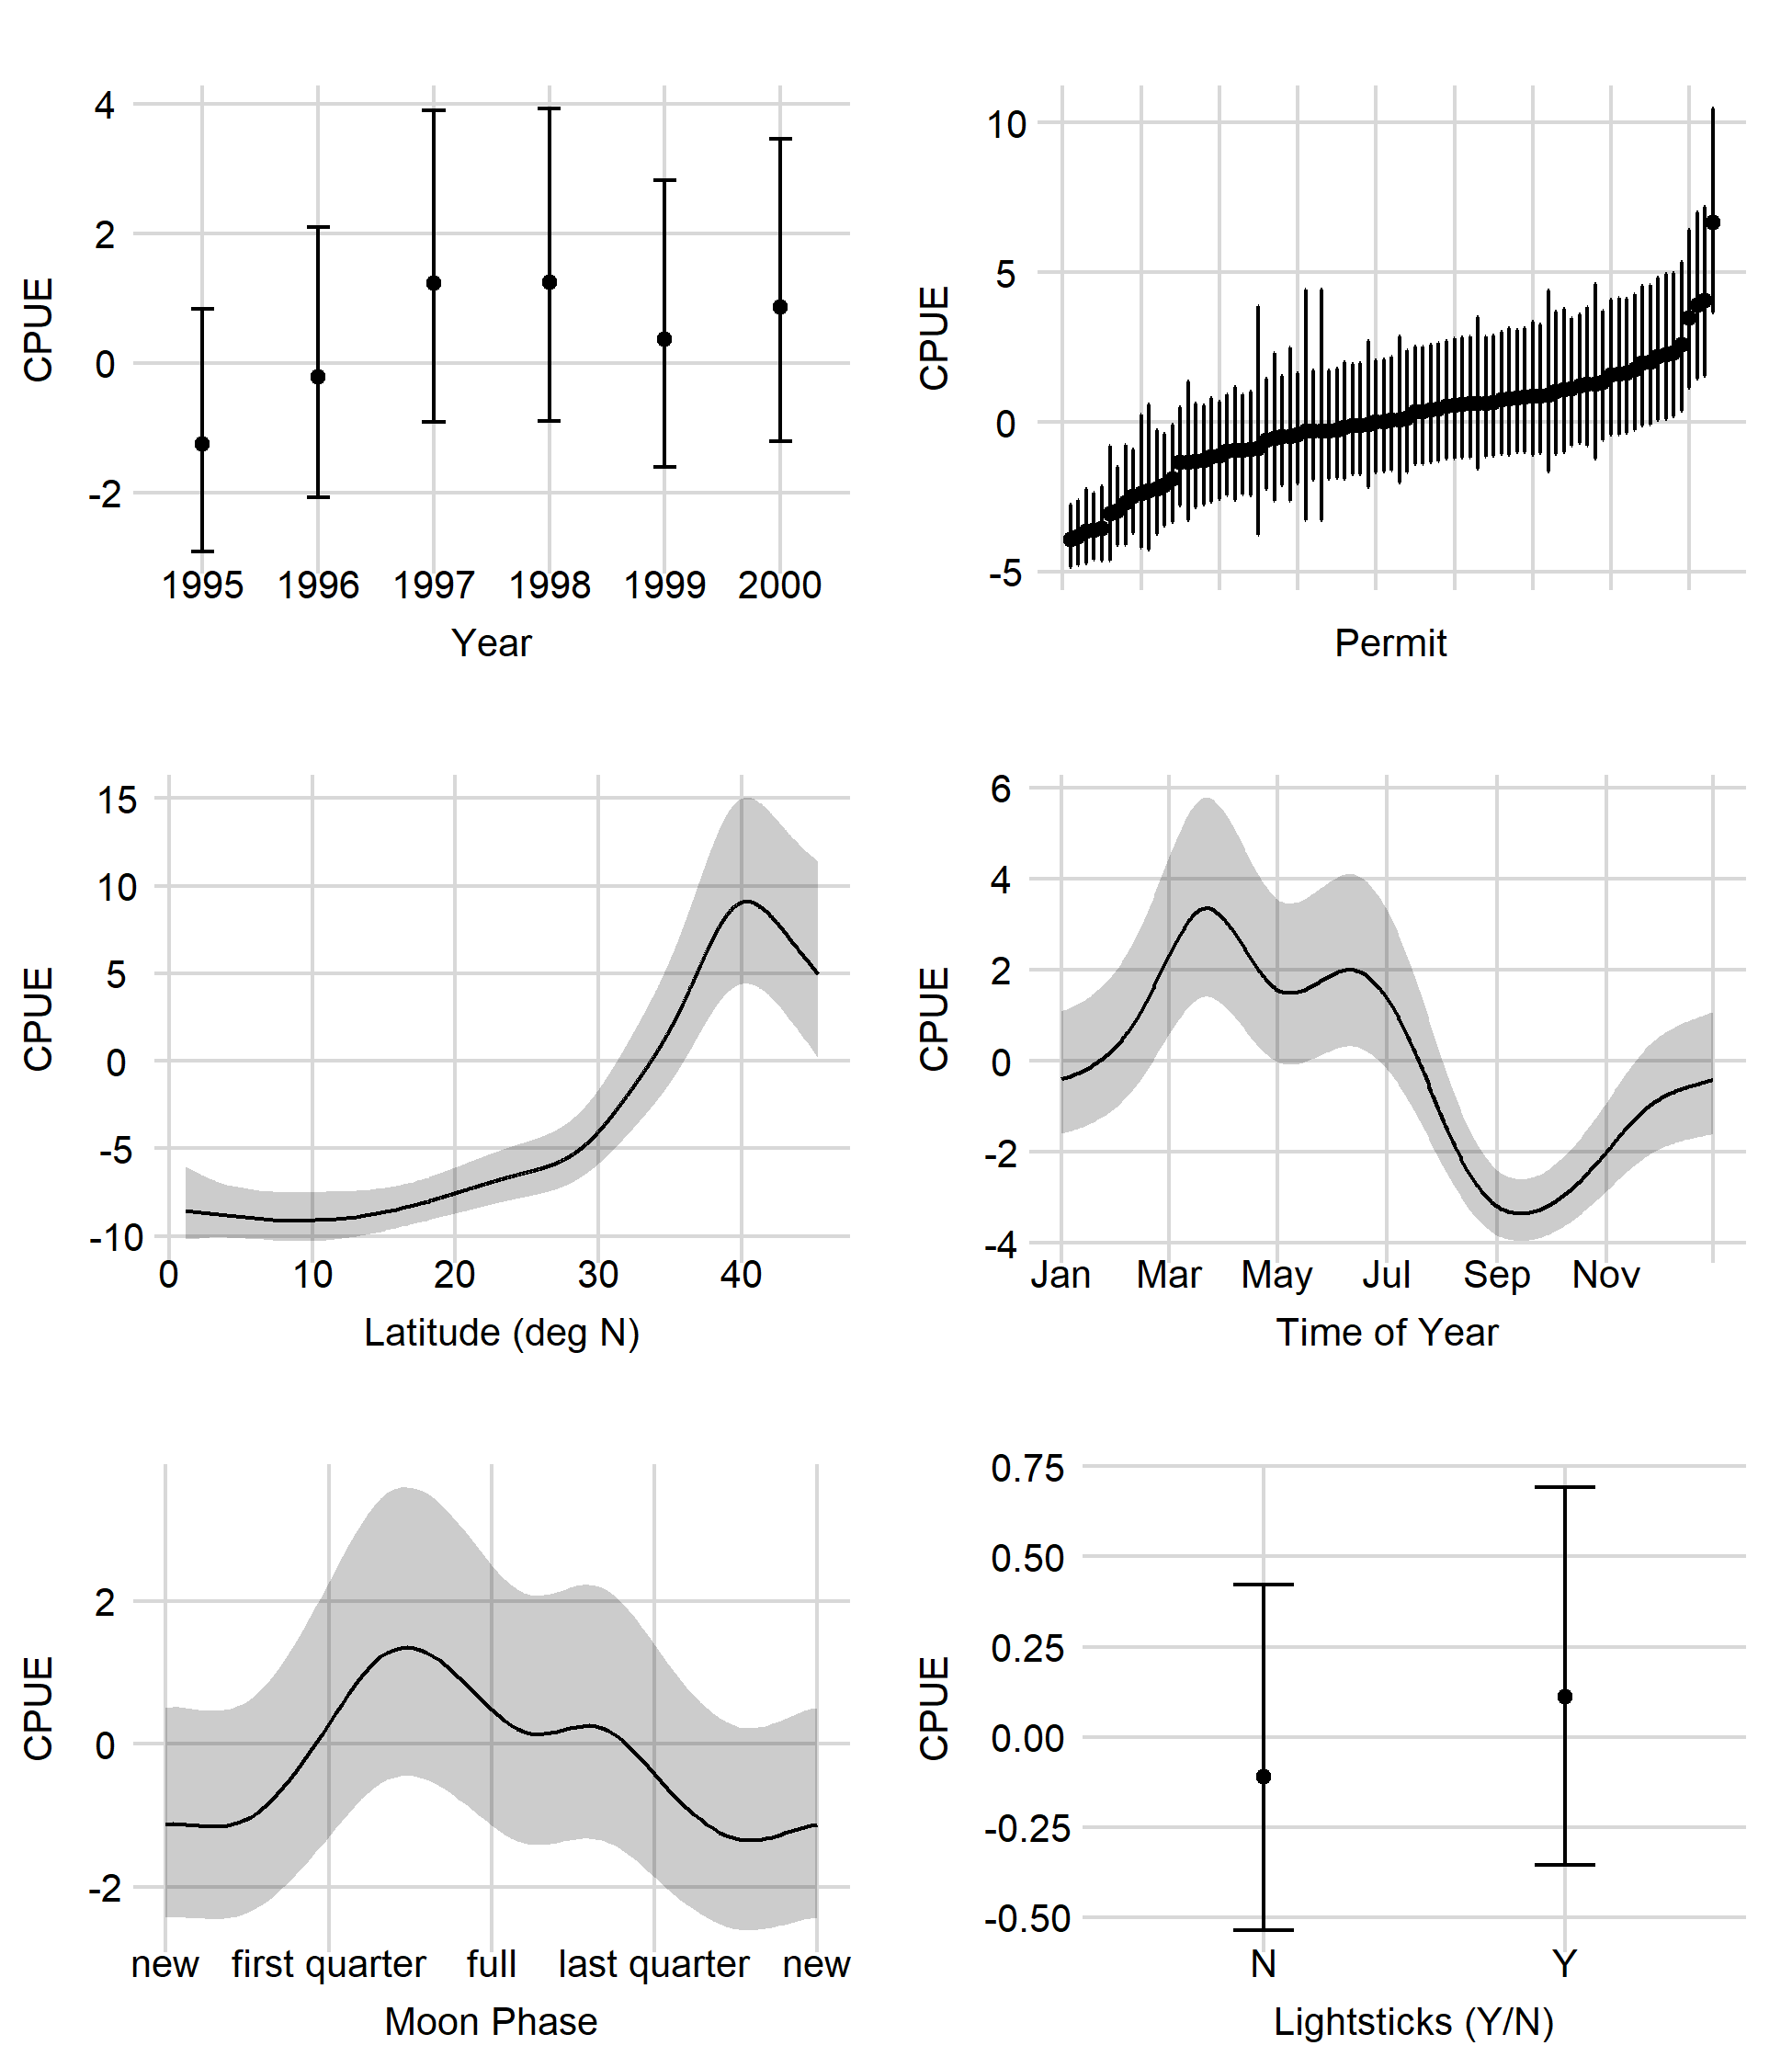 4
2
0
-2
CPUE
1995 1996 1997 1998 1999 2000
Year
10
5
0
-5
CPUE
Permit
15
10
5
0
-5
-10
CPUE
0 10 20 30 40
Latitude (deg N)
6
4
2
0
-2
-4
CPUE
Jan Mar May Jul Sep Nov
Time of Year
2
0
-2
CPUE
new first quarter full last quarter new
Moon Phase
0.75
0.50
0.25
0.00
-0.25
-0.50
CPUE
N Y
Lightsticks (Y/N)